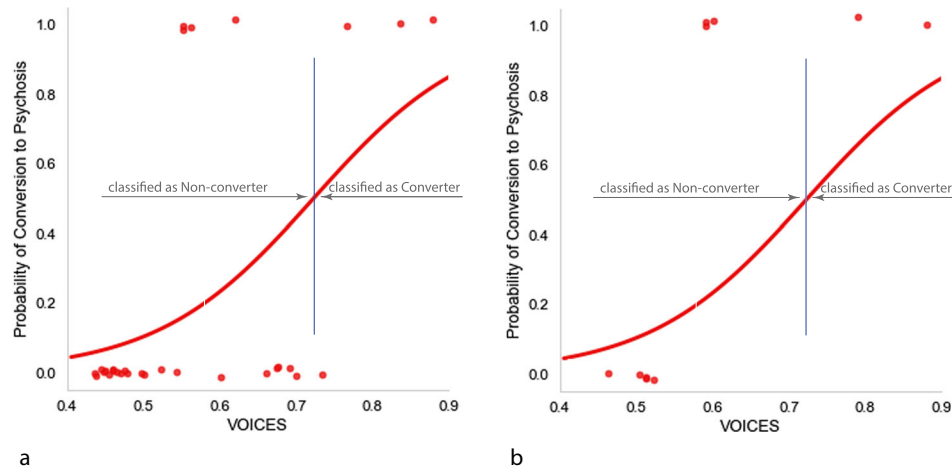 1.0
0.8
0.6
0.4
0.2
0.0
Probability of Conversion to Psychosis
classified as Non-converter
classified as Converter
0.4 0.5 0.6 0.7 0.8 0.9
VOICES
a
1.0
0.8
0.6
0.4
0.2
0.0
Probability of Conversion to Psychosis
classified as Non-converter
classified as Converter
0.4 0.5 0.6 0.7 0.8 0.9
VOICES
b